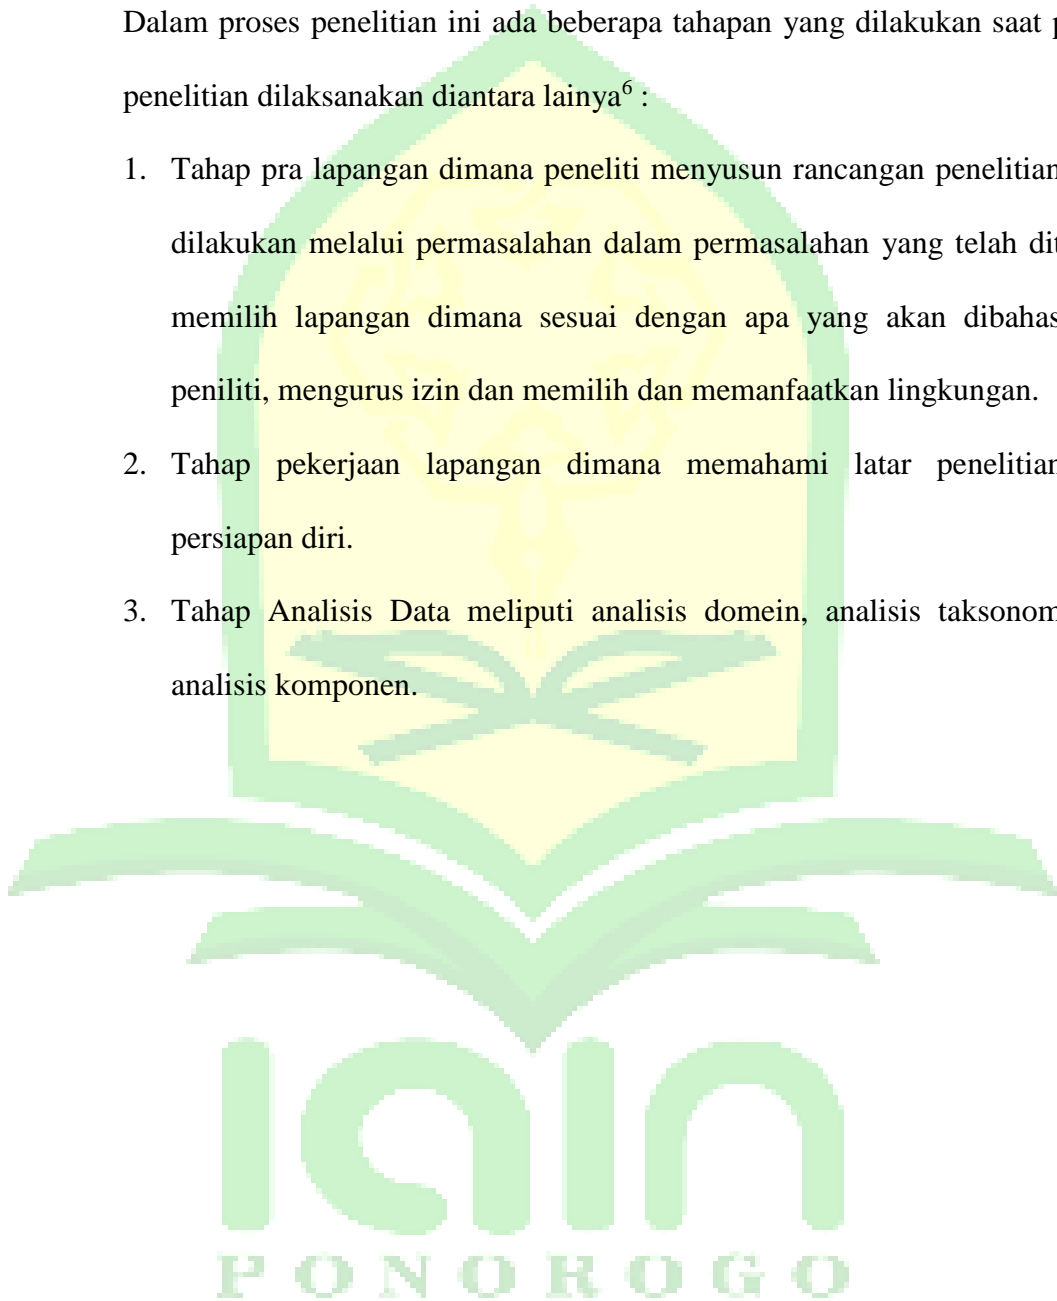 Dalam proses penelitian ini ada beberapa tahapan yang dilakukan saat
penelitian dilaksanakan diantara lainya6 :
1. Tahap pra lapangan dimana peneliti menyusun rancangan penelitian
dilakukan melalui permasalahan dalam permasalahan yang telah
memilih lapangan dimana sesuai dengan apa yang akan dibahas
peniliti, mengurus izin dan memilih dan memanfaatkan lingkungan.
2. Tahap pekerjaan lapangan dimana memahami latar penelitian
persiapan diri.
3. Tahap Analisis Data meliputi analisis domein, analisis taksonom
analisis komponen.
iain
PONOROGO